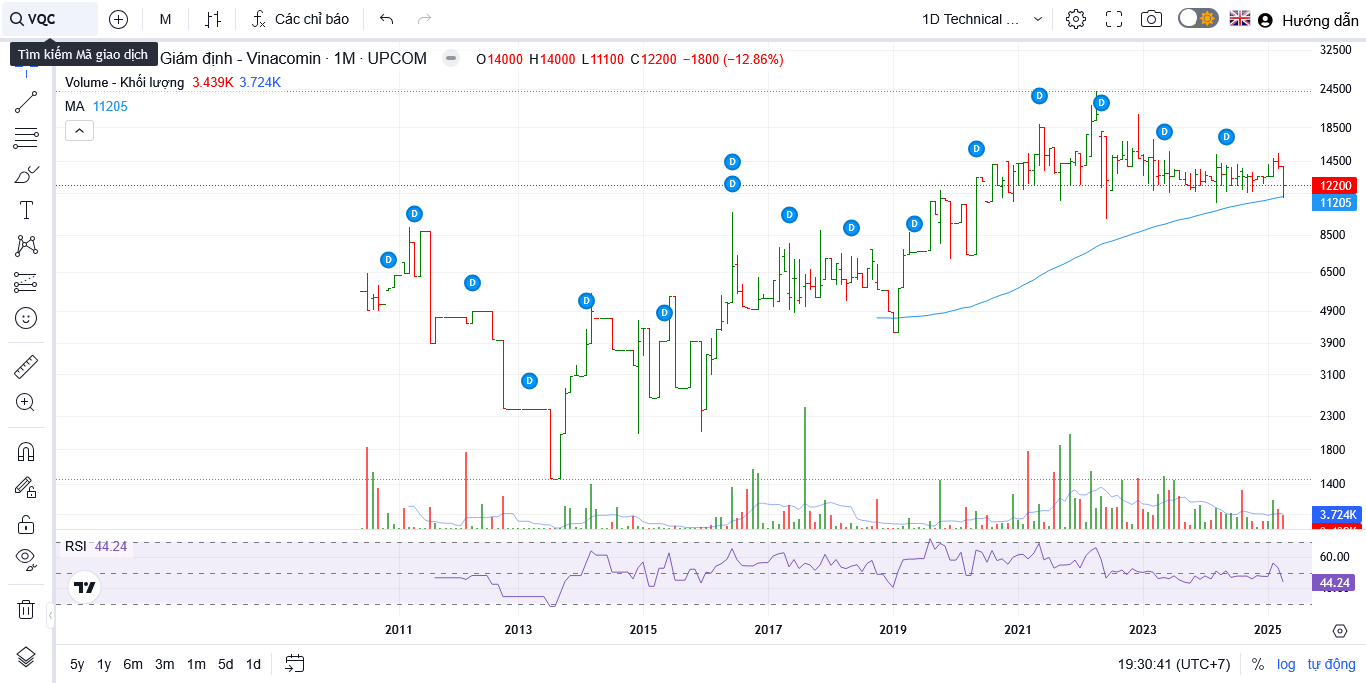 VQC
M
Các chỉ báo
1D Technical ...
Hướng dẫn
Tìm kiếm Mã giao dịch
Giám định - Vinacomin · 1M · UPCOM
O14000 H14000 L11100 C12200 −1800 (−12.86%)
Volume - Khối lượng 3.439K 3.724K
MA 11205
D D D D D D D D D D D D D D D D
32500
24500
18500
14500
12200
11205
8500
6500
4900
3900
3100
2300
1800
1400
3.724K
RSI 44.24
60.00
44.24
2011 2013 2015 2017 2019 2021 2023 2025
5y 1y 6m 3m 1m 5d 1d
19:30:41 (UTC+7) % log tự động